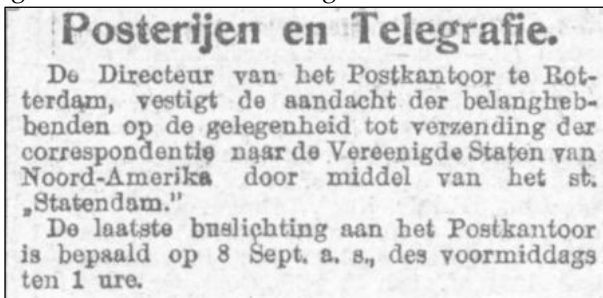 Posterijen en Telegrafie.
De Directeur van het Postkantoor te Rot-
terdam, vestigt de aandacht der belangheb-
benden op de gelegenheid tot verzending der
correspondentie naar de Vereenigde Staten van
Noord-Amerika door middel van het st.
„Statendam."
De laatste buslichting aan het Postkantoor
is bepaald op 8 Sept. a. s., des voormiddags
ten 1 ure.